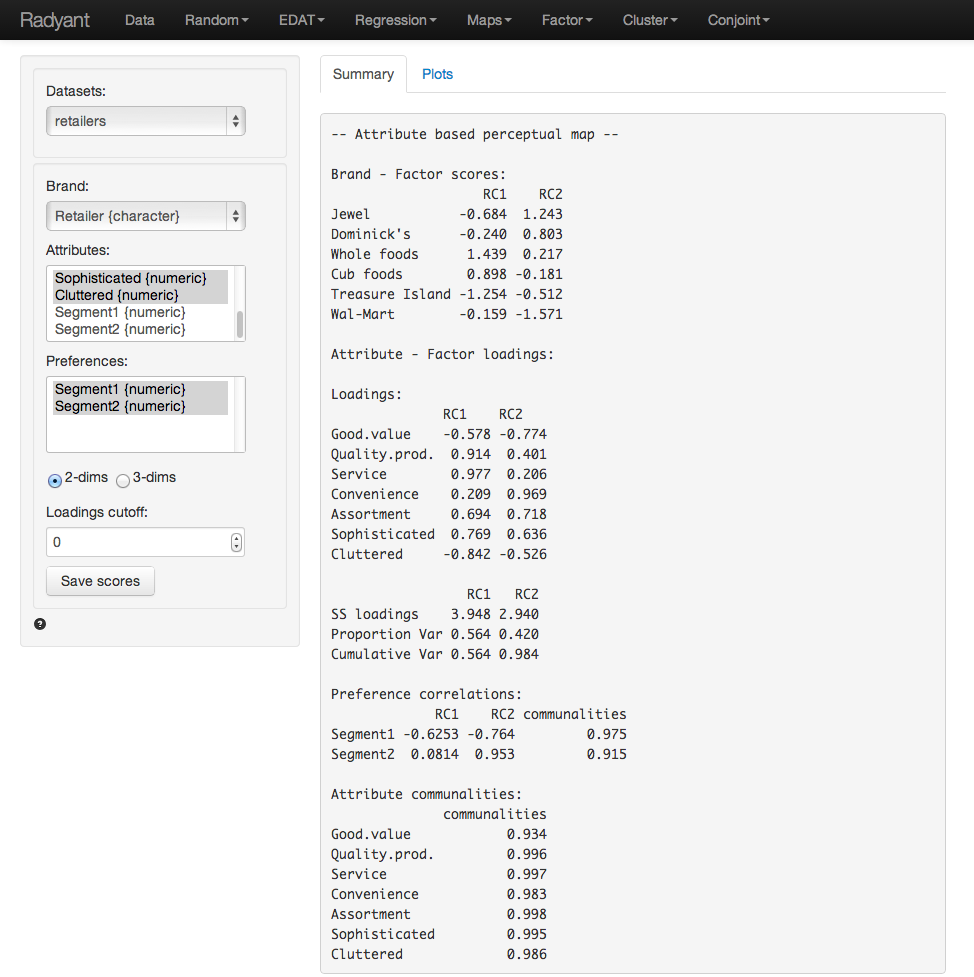 Radyant Data Random EDAT Regression Maps Factor Cluster Conjoint
Datasets:
retailers
Brand:
Retailer {character}
Attributes:
Sophisticated {numeric}
Cluttered {numeric}
Segment1 {numeric}
Segment2 {numeric}
Preferences:
Segment1 {numeric}
Segment2 {numeric}
2-dims 3-dims
Loadings cutoff:
0
Save scores
?
Summary Plots
-- Attribute based perceptual map --
Brand - Factor scores:
RC1 RC2
Jewel -0.684 1.243
Dominick's -0.240 0.803
Whole foods 1.439 0.217
Cub foods 0.898 -0.181
Treasure Island -1.254 -0.512
Wal-Mart -0.159 -1.571
Attribute - Factor loadings:
Loadings:
RC1 RC2
Good.value -0.578 -0.774
Quality.prod. 0.914 0.401
Service 0.977 0.206
Convenience 0.209 0.969
Assortment 0.694 0.718
Sophisticated 0.769 0.636
Cluttered -0.842 -0.526
RC1 RC2
SS loadings 3.948 2.940
Proportion Var 0.564 0.420
Cumulative Var 0.564 0.984
Preference correlations:
RC1 RC2 communalities
Segment1 -0.6253 -0.764 0.975
Segment2 0.0814 0.953 0.915
Attribute communalities:
communalities
Good.value 0.934
Quality.prod. 0.996
Service 0.997
Convenience 0.983
Assortment 0.998
Sophisticated 0.995
Cluttered 0.986